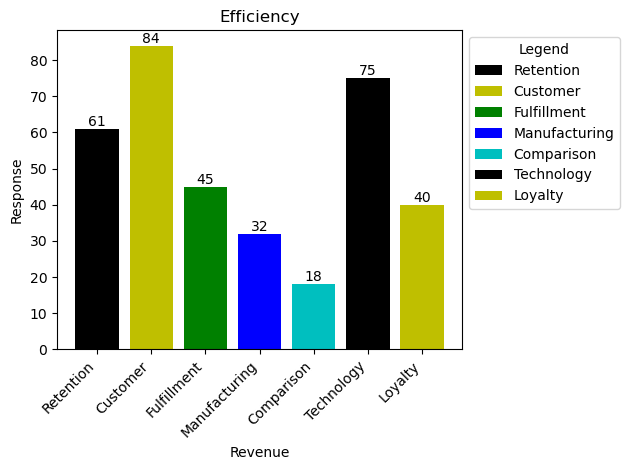 Efficiency
84
75
61
45
40
32
18
Response
80
70
60
50
40
30
20
10
0
Retention
Customer
Fulfillment
Manufacturing
Comparison
Technology
Loyalty
Revenue
Legend
Retention
Customer
Fulfillment
Manufacturing
Comparison
Technology
Loyalty